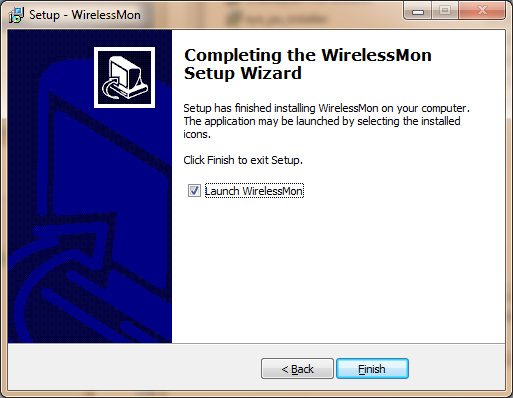 Setup - WirelessMon
Completing the WirelessMon
Setup Wizard
Setup has finished installing WirelessMon on your computer.
The application may be launched by selecting the installed
icons.
Click Finish to exit Setup.
Launch WirelessMon
< Back
Finish